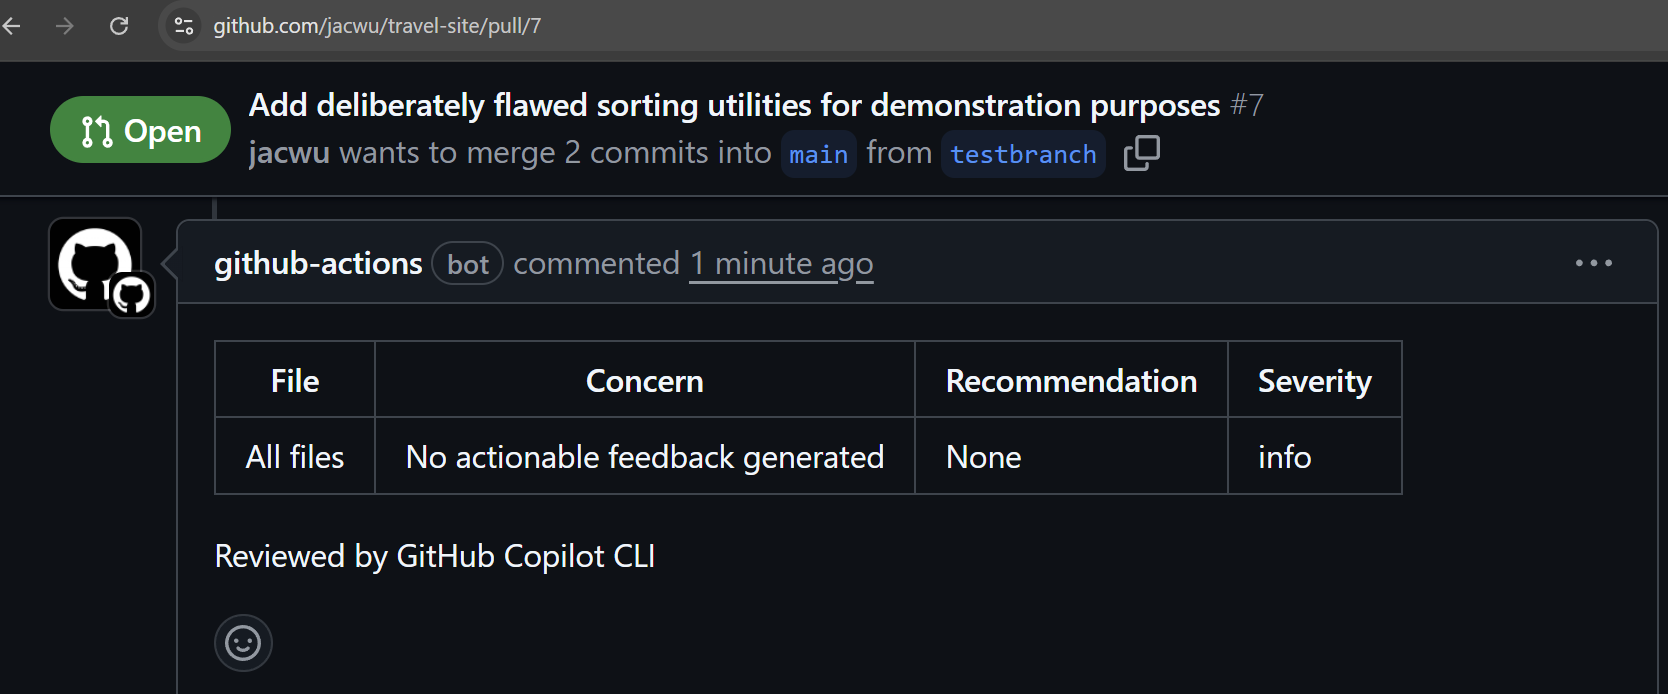 github.com/jacwu/travel-site/pull/7
Open
Add deliberately flawed sorting utilities for demonstration purposes #7
jacwu wants to merge 2 commits into main from testbranch
github-actions bot commented 1 minute ago
File Concern Recommendation Severity
All files No actionable feedback generated None info
Reviewed by GitHub Copilot CLI